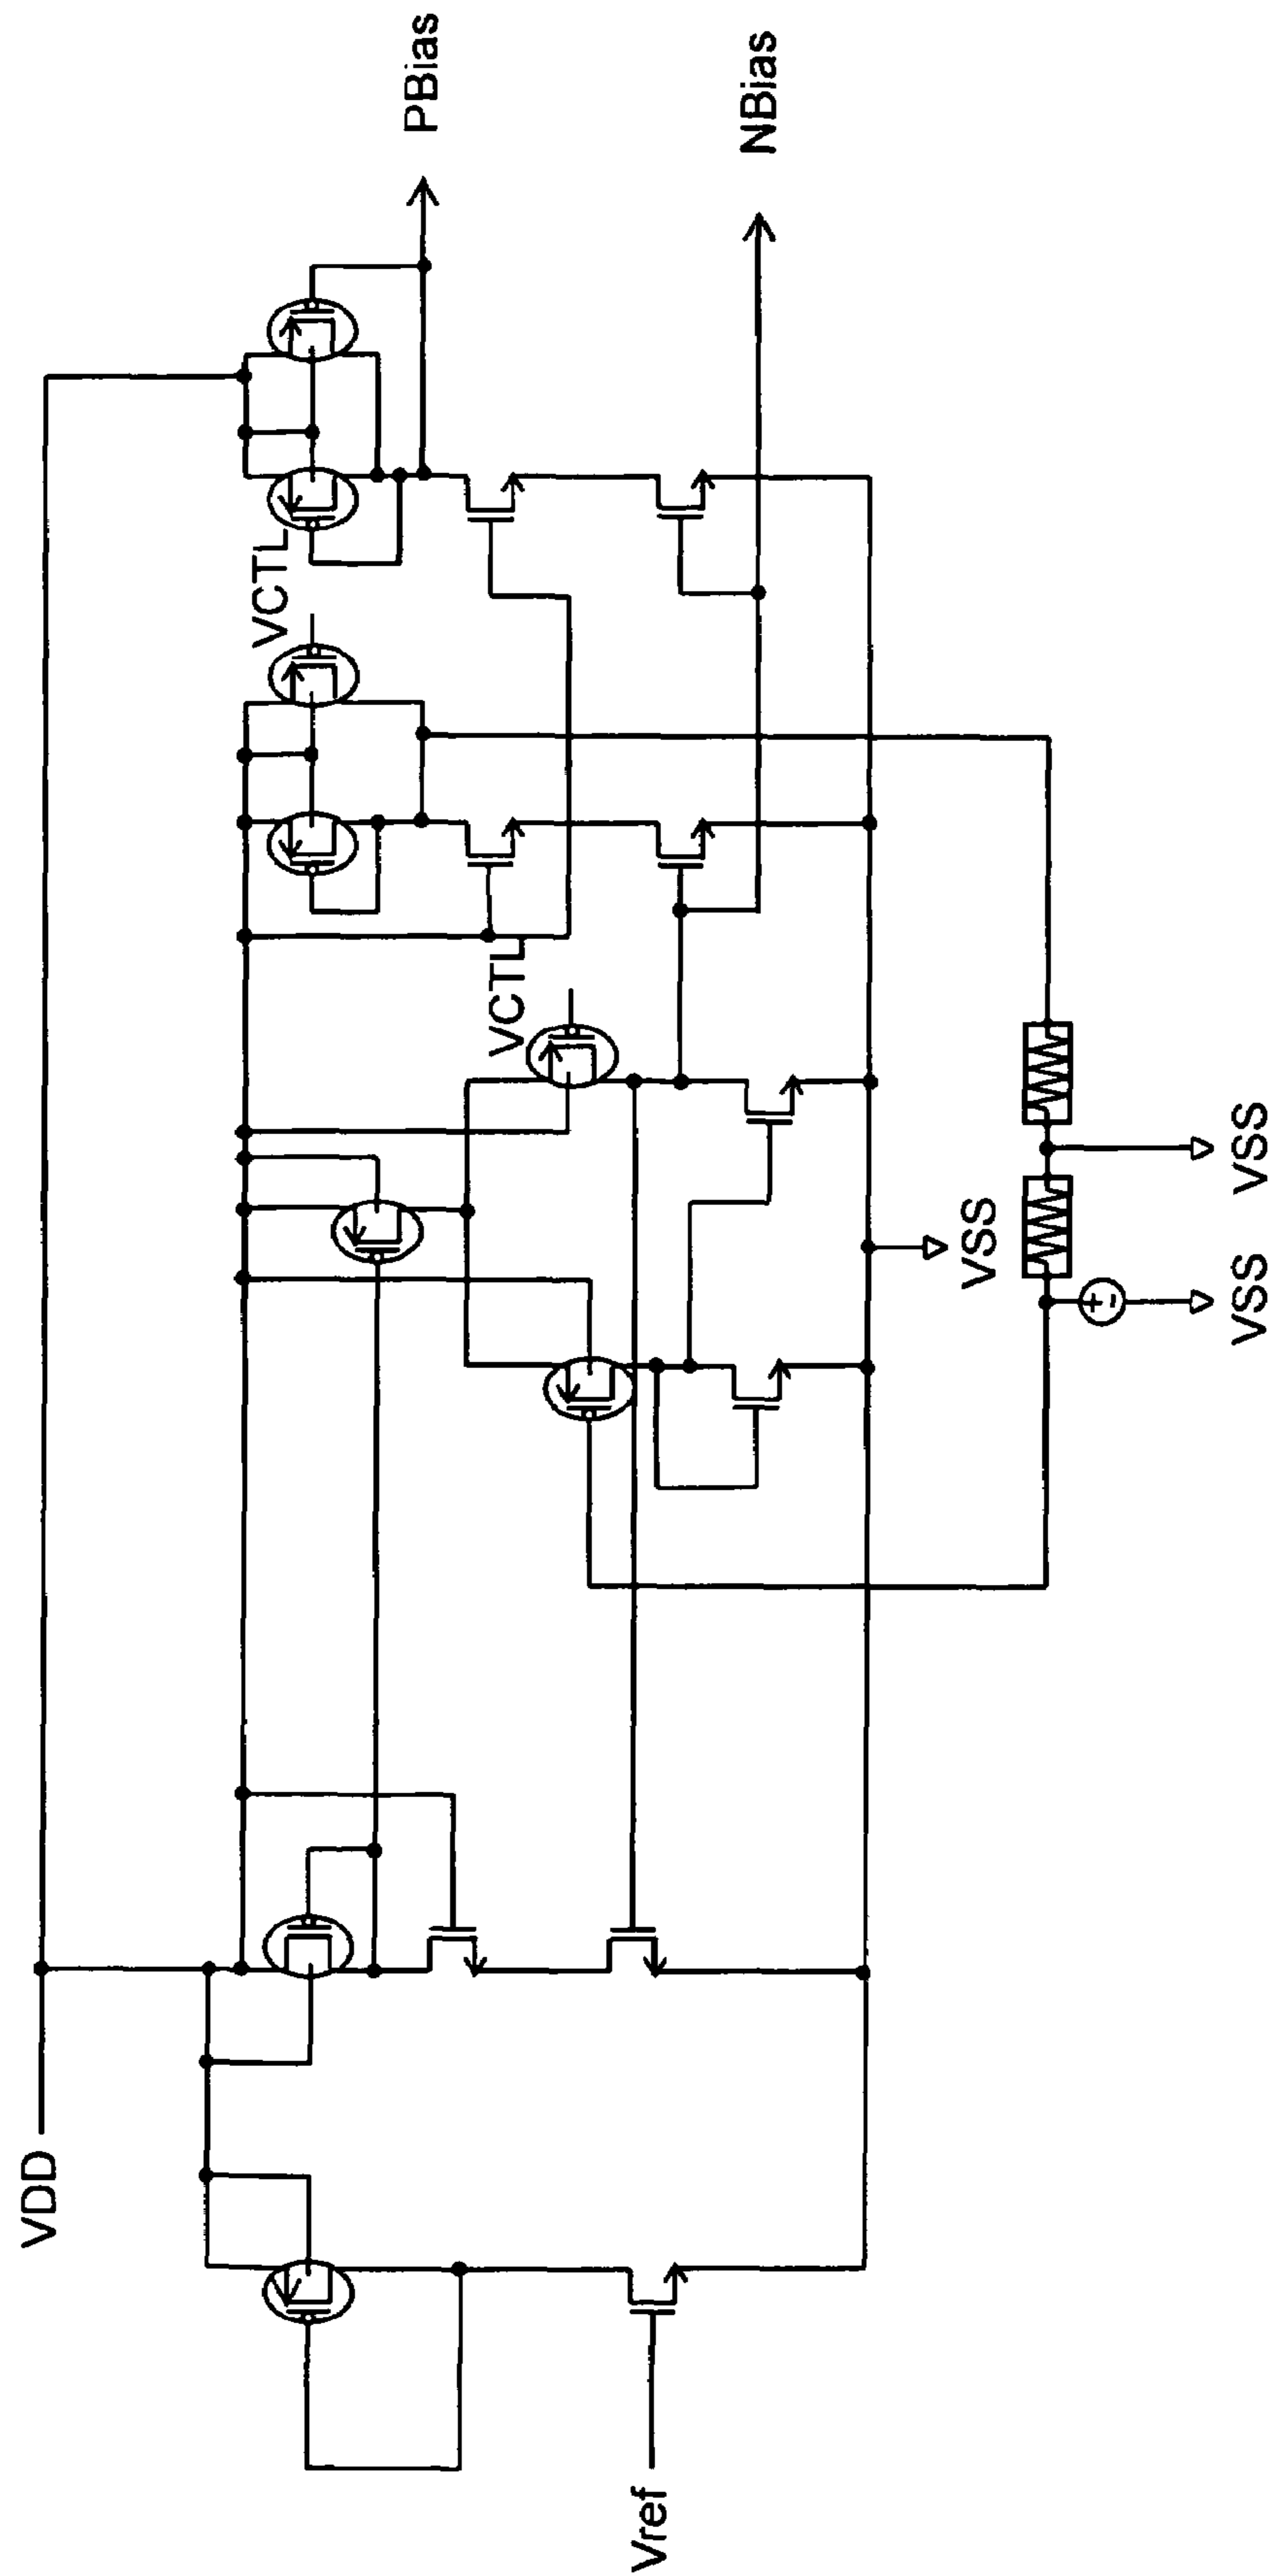 VDD
Vref
VCTL
VCTL
PBias
NBias
VSS
VSS
VSS